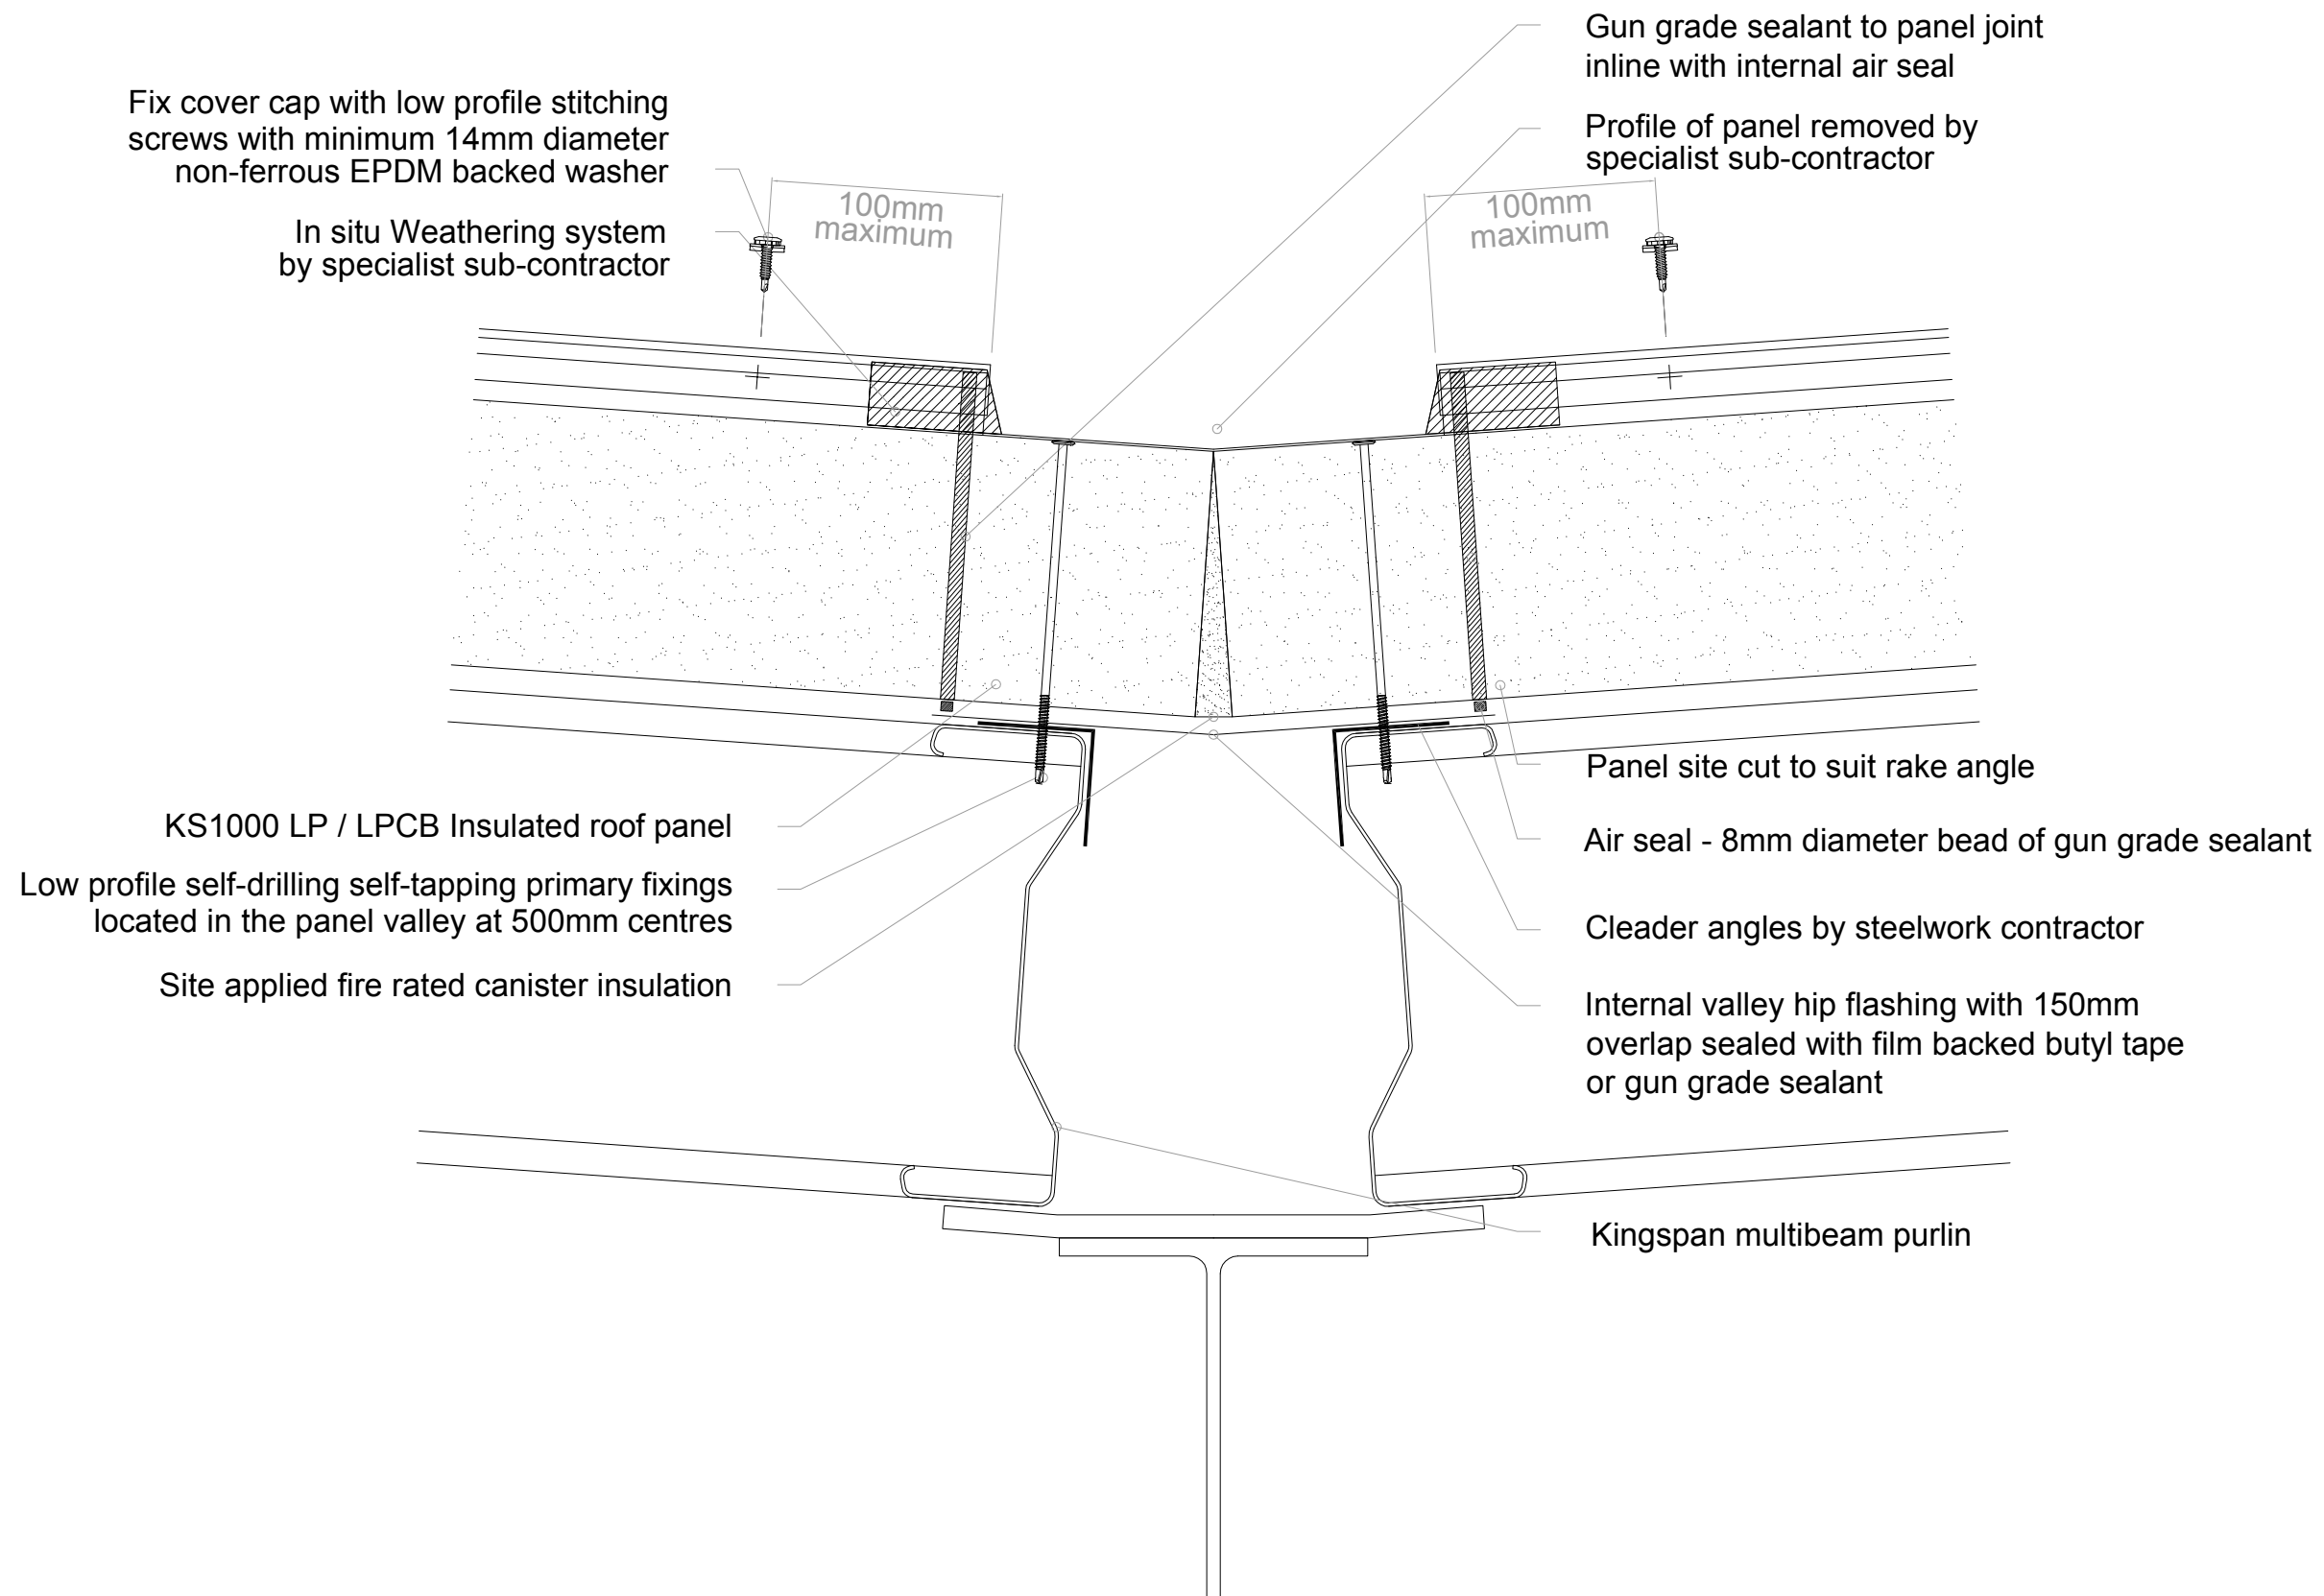 Gun grade sealant to panel joint
inline with internal air seal
Fix cover cap with low profile stitching
screws with minimum 14mm diameter
non-ferrous EPDM backed washer
Profile of panel removed by
specialist sub-contractor
100mm
maximum
100mm
maximum
In situ Weathering system
by specialist sub-contractor
Panel site cut to suit rake angle
KS1000 LP / LPCB Insulated roof panel
Air seal - 8mm diameter bead of gun grade sealant
Low profile self-drilling self-tapping primary fixings
located in the panel valley at 500mm centres
Cleader angles by steelwork contractor
Site applied fire rated canister insulation
Internal valley hip flashing with 150mm
overlap sealed with film backed butyl tape
or gun grade sealant
Kingspan multibeam purlin